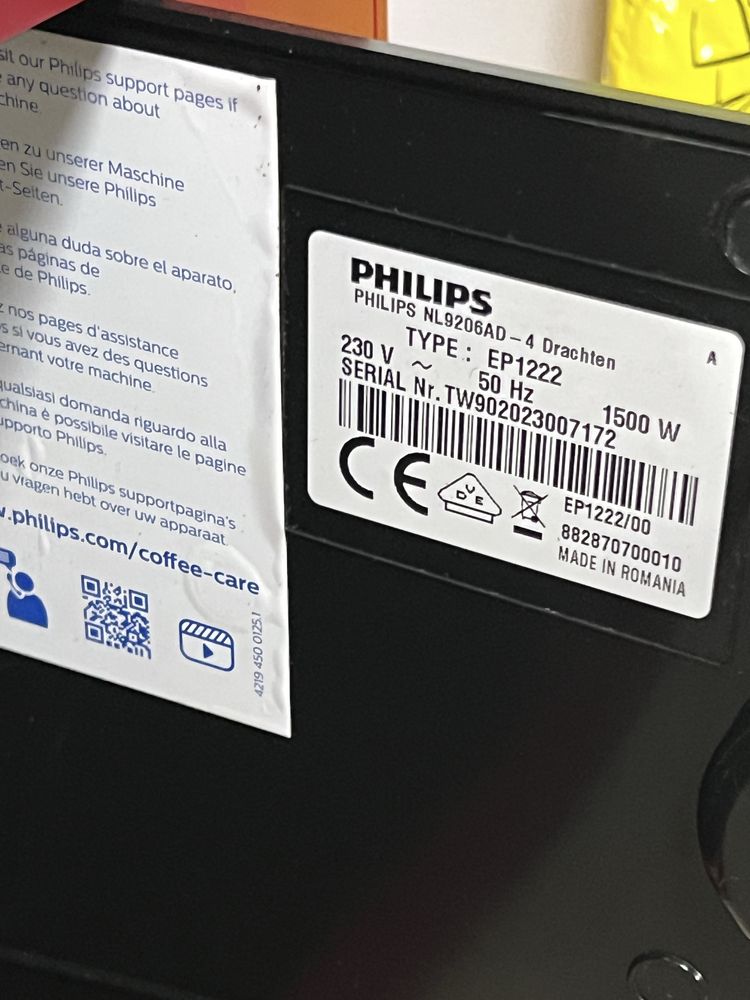 sit our Philips support pages if
any question about
chine.
en zu unserer Maschine
en Sie unsere Philips
t-Seiten.
alguna duda sobre el aparato,
as páginas de
e de Philips.
z nos pages d'assistance
s si vous avez des questions
ernant votre machine.
ualsiasi domanda riguardo alla
china è possibile visitare le pagine
upporto Philips.
oek onze Philips supportpagina's
u vragen hebt over uw apparaat.
w.philips.com/coffee-care
4219 450 0125.1
PHILIPS
PHILIPS NL9206AD-4 Drachten
A
TYPE: EP1222
230 V ~ 50 Hz 1500 W
SERIAL Nr. TW902023007172
CE
DVE
EP1222/00
882870700010
MADE IN ROMANIA